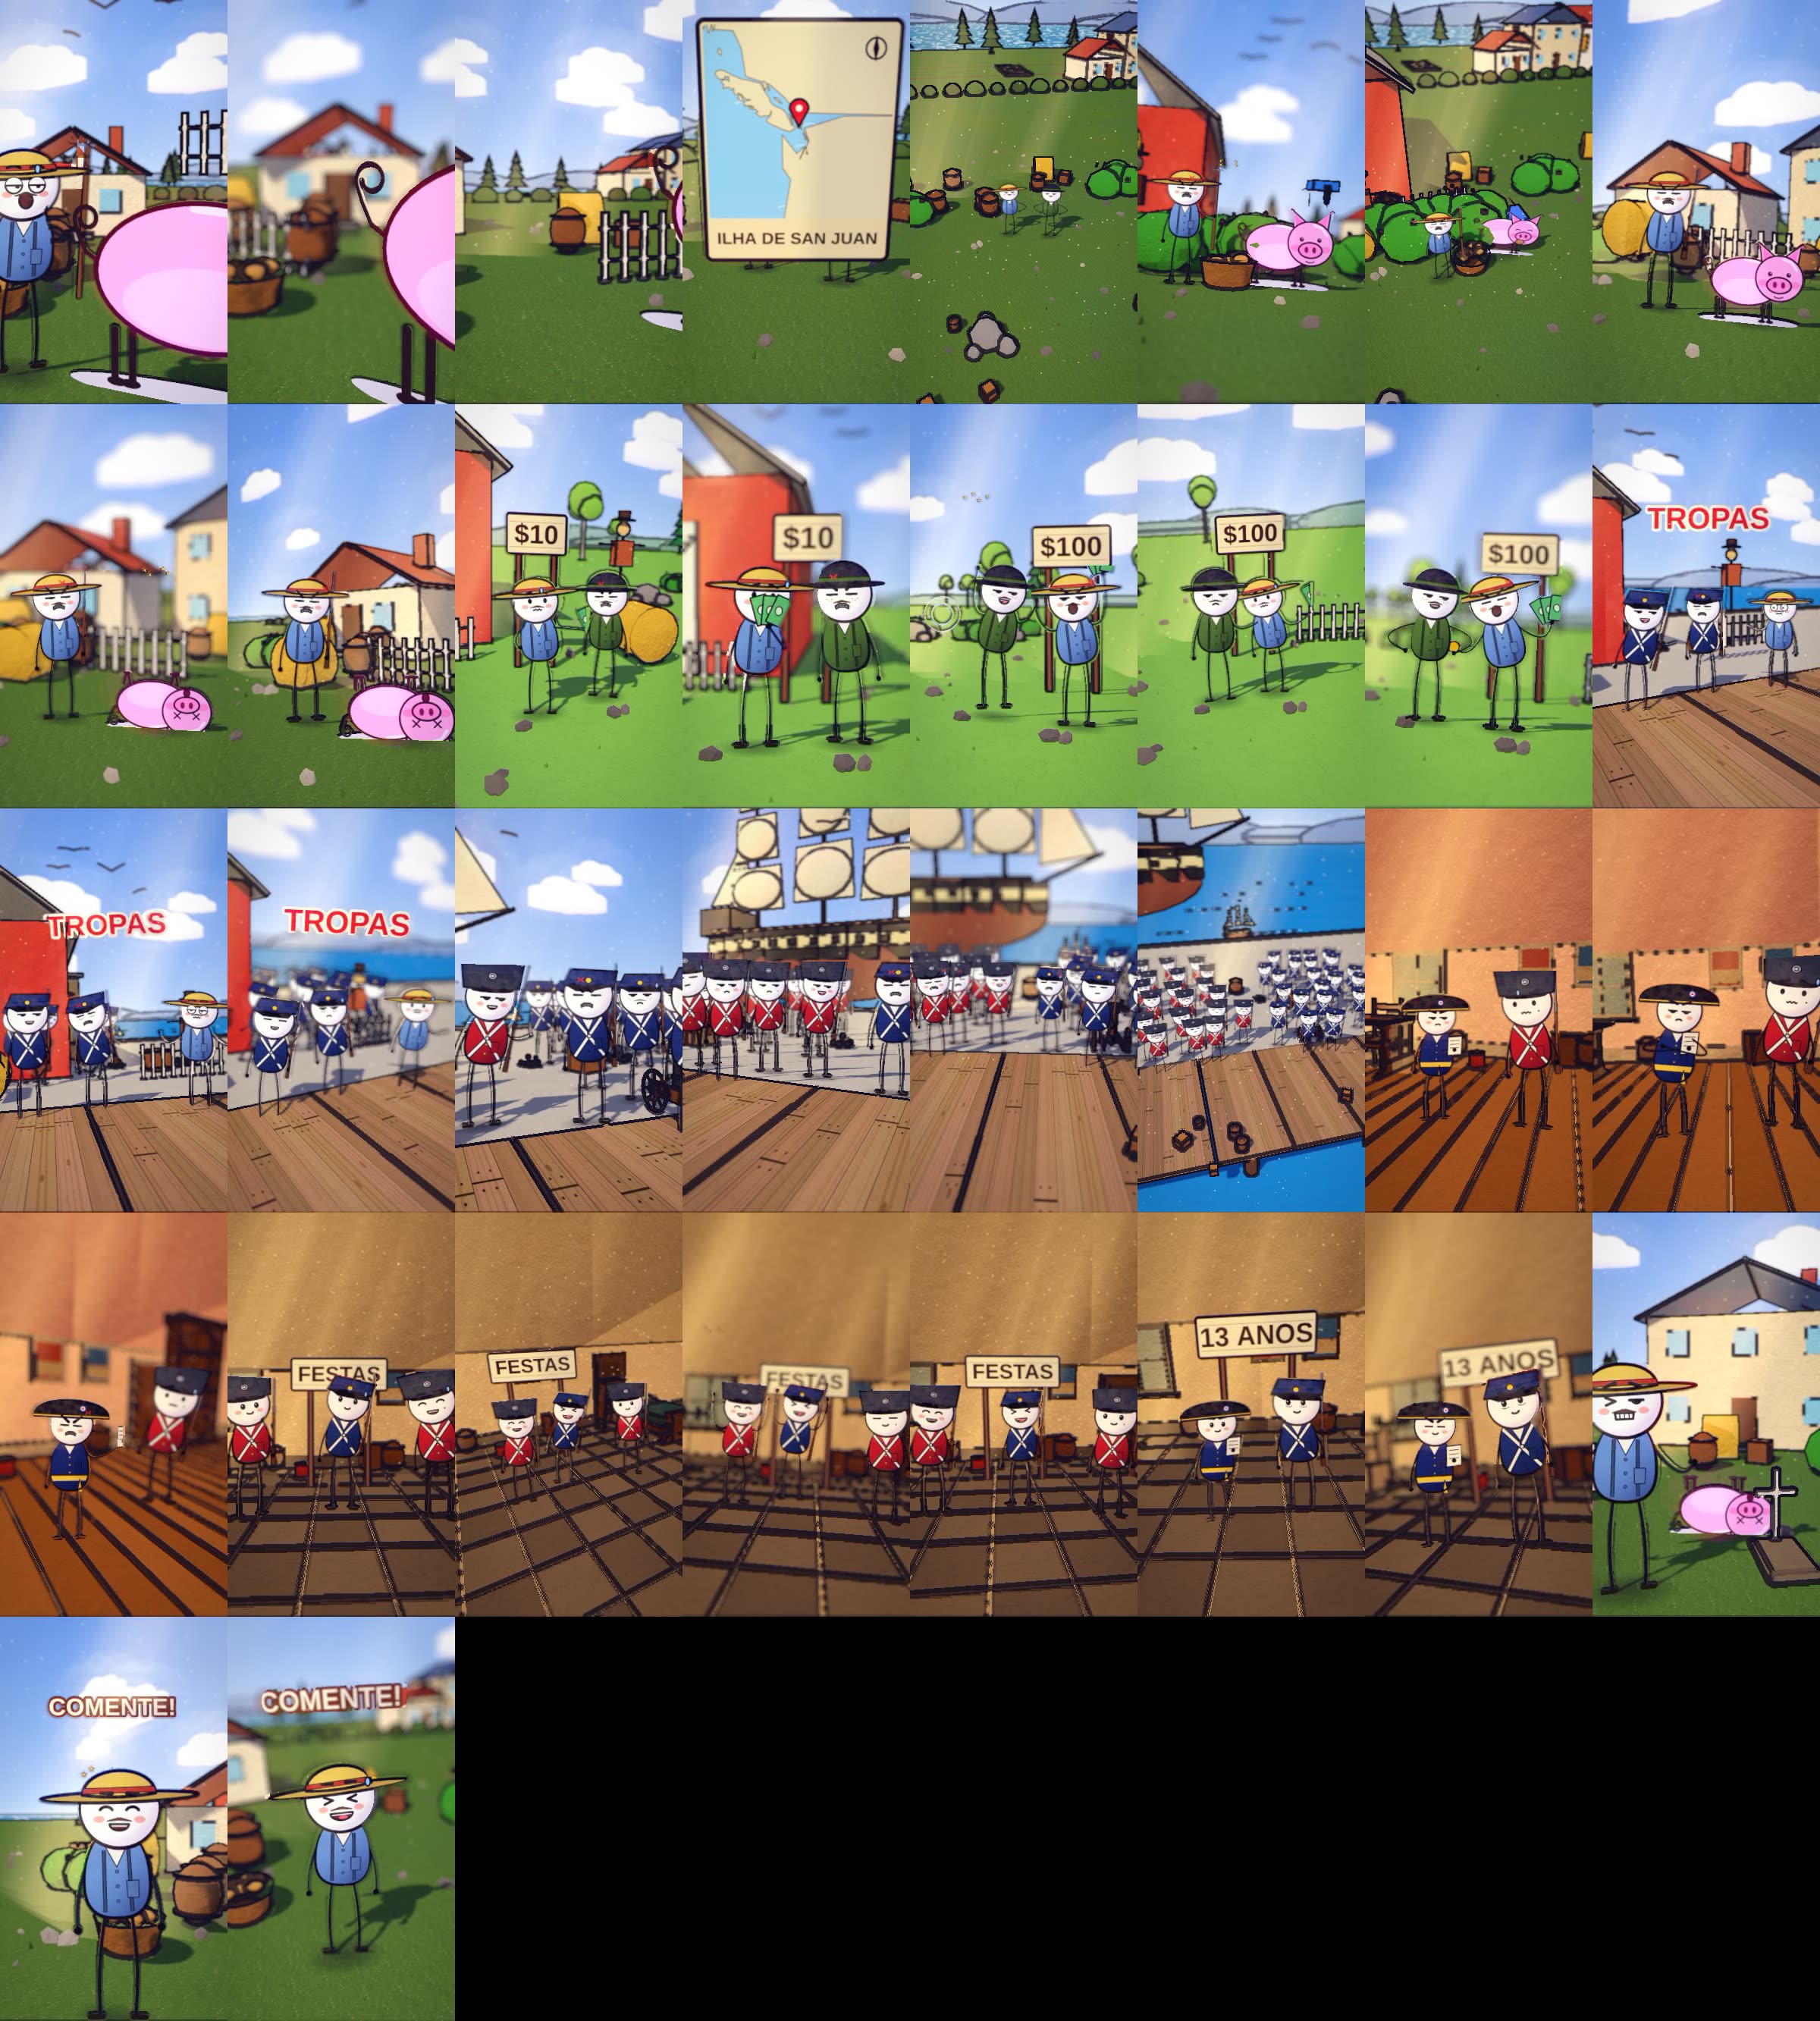 ILHA DE SAN JUAN
$10
$10
$100
$100
$100
TROPAS
TROPAS
TROPAS
FESTAS
FESTAS
FESTAS
FESTAS
13 ANOS
13 ANOS
COMENTE!
COMENTE!